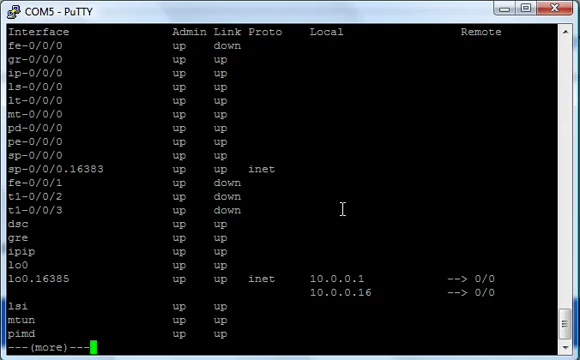 COM5 - PuTTY
Interface Admin Link Proto Local Remote
fe-0/0/0 up down
gr-0/0/0 up up
ip-0/0/0 up up
ls-0/0/0 up up
lt-0/0/0 up up
mt-0/0/0 up up
pd-0/0/0 up up
pe-0/0/0 up up
sp-0/0/0 up up
sp-0/0/0.16383 up up inet
fe-0/0/1 up down
t1-0/0/2 up down
t1-0/0/3 up down
dsc up up
gre up up
ipip up up
lo0 up up
lo0.16385 up up inet 10.0.0.1 --> 0/0
10.0.0.16 --> 0/0
lsi up up
mtun up up
pimd up up
---(more)---